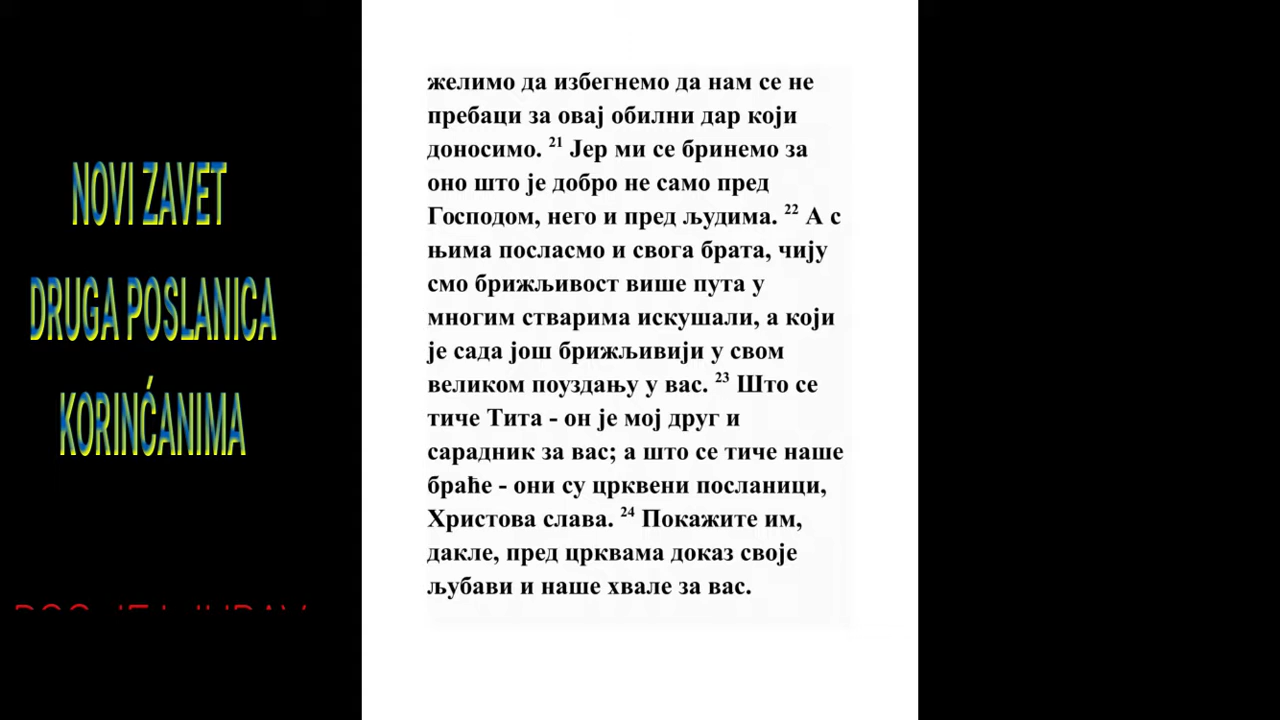 NOVI ZAVET
DRUGA POSLANICA
KORINĆANIMA
желимо да избегнемо да нам се не
пребаци за овај обилни дар који
доносимо. 21 Јер ми се бринемо за
оно што је добро не само пред
Господом, него и пред људима. 22 А с
њима посласмо и свога брата, чију
смо брижљивост више пута у
многим стварима искушали, а који
је сада још брижљивији у свом
великом поуздању у вас. 23 Што се
тиче Тита - он је мој друг и
сарадник за вас; а што се тиче наше
браће - они су црквени посланици,
Христова слава. 24 Покажите им,
дакле, пред црквама доказ своје
љубави и наше хвале за вас.